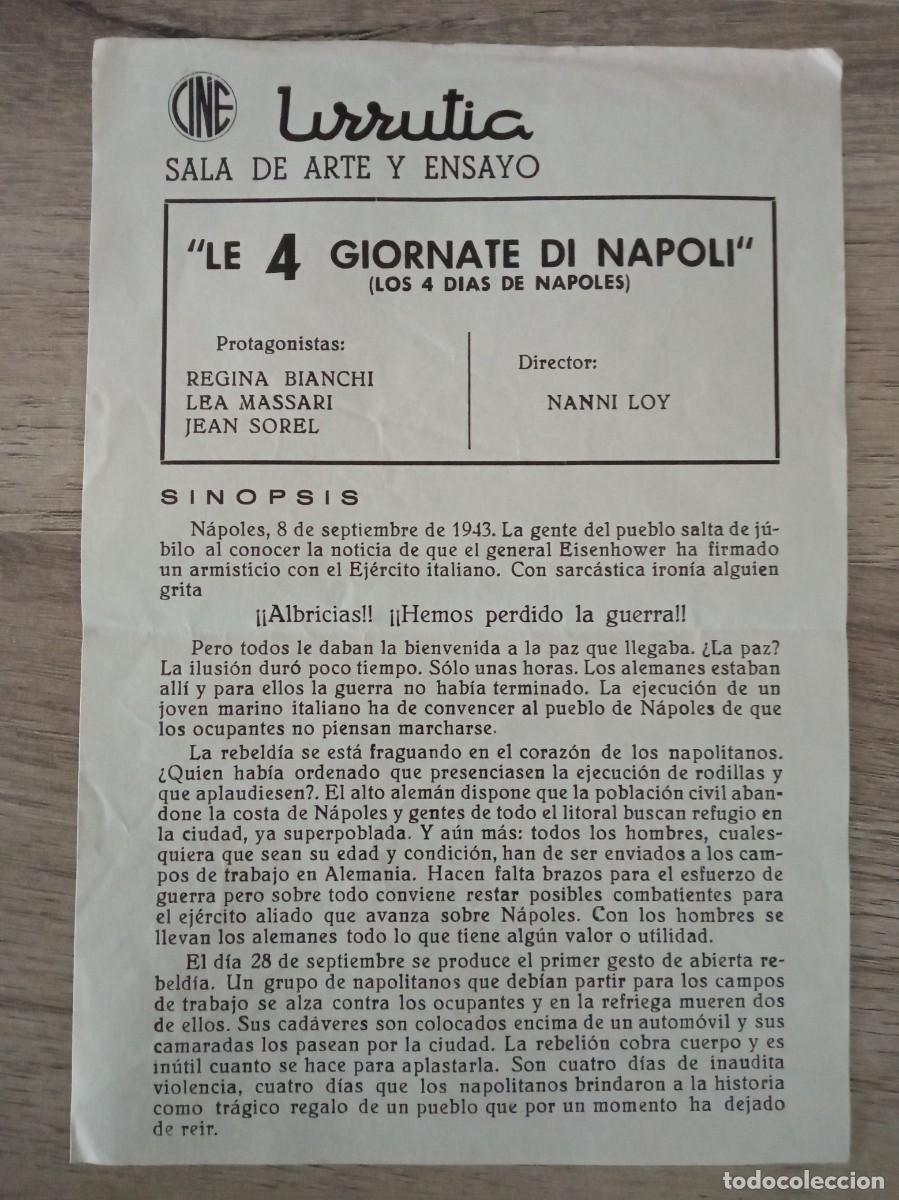 CINE Urrutia
SALA DE ARTE Y ENSAYO
"LE 4 GIORNATE DI NAPOLI"
(LOS 4 DIAS DE NAPOLES)
Protagonistas:
REGINA BIANCHI
LEA MASSARI
JEAN SOREL
Director:
NANNI LOY
SINOPSIS
Nápoles, 8 de septiembre de 1943. La gente del pueblo salta de jú-
bilo al conocer la noticia de que el general Eisenhower ha firmado
un armisticio con el Ejército italiano. Con sarcástica ironía alguien
grita
¡¡Albricias!! ¡¡Hemos perdido la guerra!!
Pero todos le daban la bienvenida a la paz que llegaba. ¿La paz?
La ilusión duró poco tiempo. Sólo unas horas. Los alemanes estaban
allí y para ellos la guerra no había terminado. La ejecución de un
joven marino italiano ha de convencer al pueblo de Nápoles de que
los ocupantes no piensan marcharse.
La rebeldía se está fraguando en el corazón de los napolitanos.
¿Quien había ordenado que presenciasen la ejecución de rodillas y
que aplaudiesen?. El alto alemán dispone que la población civil aban-
done la costa de Nápoles y gentes de todo el litoral buscan refugio en
la ciudad, ya superpoblada. Y aún más: todos los hombres, cuales-
quiera que sean su edad y condición, han de ser enviados a los cam-
pos de trabajo en Alemania. Hacen falta brazos para el esfuerzo de
guerra pero sobre todo conviene restar posibles combatientes para
el ejército aliado que avanza sobre Nápoles. Con los hombres se
llevan los alemanes todo lo que tiene algún valor o utilidad.
El día 28 de septiembre se produce el primer gesto de abierta re-
beldía. Un grupo de napolitanos que debían partir para los campos
de trabajo se alza contra los ocupantes y en la refriega mueren dos
de ellos. Sus cadáveres son colocados encima de un automóvil y sus
camaradas los pasean por la ciudad. La rebelión cobra cuerpo y es
inútil cuanto se hace para aplastarla. Son cuatro días de inaudita
violencia, cuatro días que los napolitanos brindaron a la historia
como trágico regalo de un pueblo que por un momento ha dejado
de reir.
todocoleccion